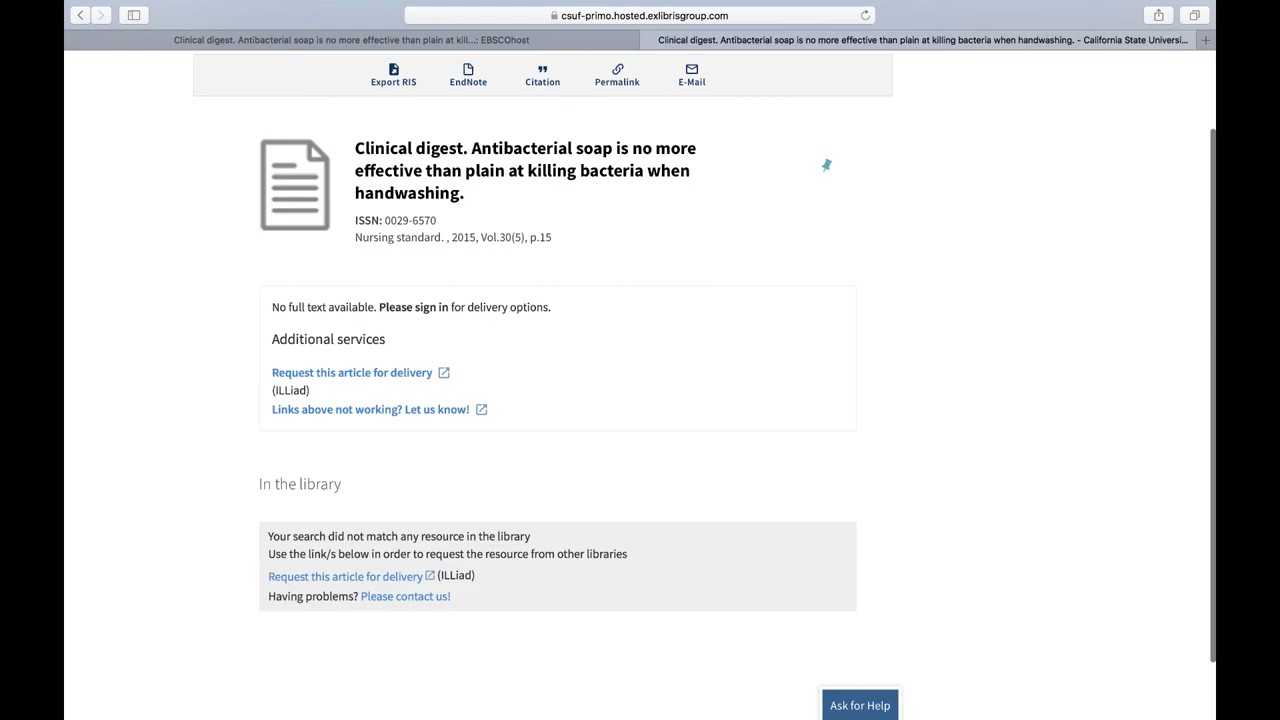 csuf-primo.hosted.exlibrisgroup.com
Clinical digest. Antibacterial soap is no more effective than plain at kill...: EBSCOhost
Clinical digest. Antibacterial soap is no more effective than plain at killing bacteria when handwashing. - California State Universi...
Export RIS
EndNote
Citation
Permalink
E-Mail
Clinical digest. Antibacterial soap is no more
effective than plain at killing bacteria when
handwashing.
ISSN: 0029-6570
Nursing standard. , 2015, Vol.30(5), p.15
No full text available. Please sign in for delivery options.
Additional services
Request this article for delivery
(ILLiad)
Links above not working? Let us know!
In the library
Your search did not match any resource in the library
Use the link/s below in order to request the resource from other libraries
Request this article for delivery (ILLiad)
Having problems? Please contact us!
Ask for Help